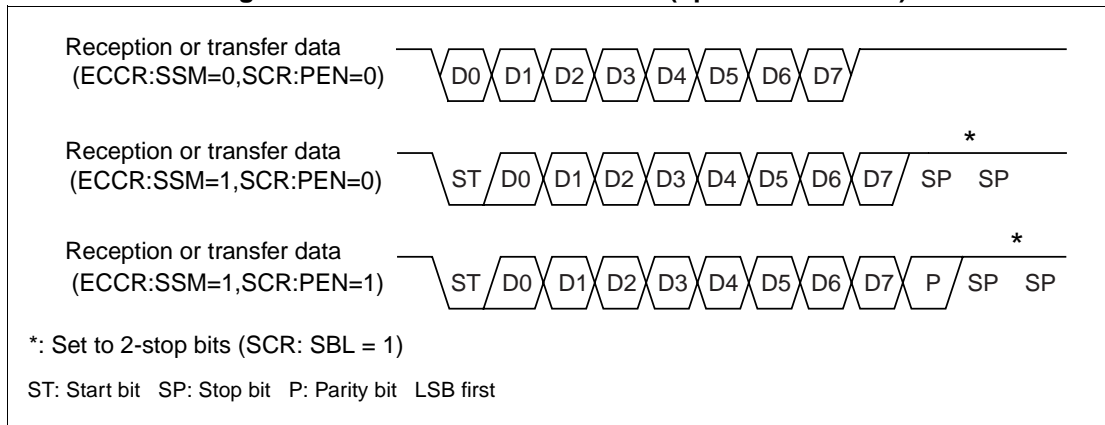 Reception or transfer data
(ECCR:SSM=0,SCR:PEN=0)
D0 D1 D2 D3 D4 D5 D6 D7
*
Reception or transfer data
(ECCR:SSM=1,SCR:PEN=0)
ST D0 D1 D2 D3 D4 D5 D6 D7 SP SP
*
Reception or transfer data
(ECCR:SSM=1,SCR:PEN=1)
ST D0 D1 D2 D3 D4 D5 D6 D7 P SP SP
*: Set to 2-stop bits (SCR: SBL = 1)
ST: Start bit SP: Stop bit P: Parity bit LSB first